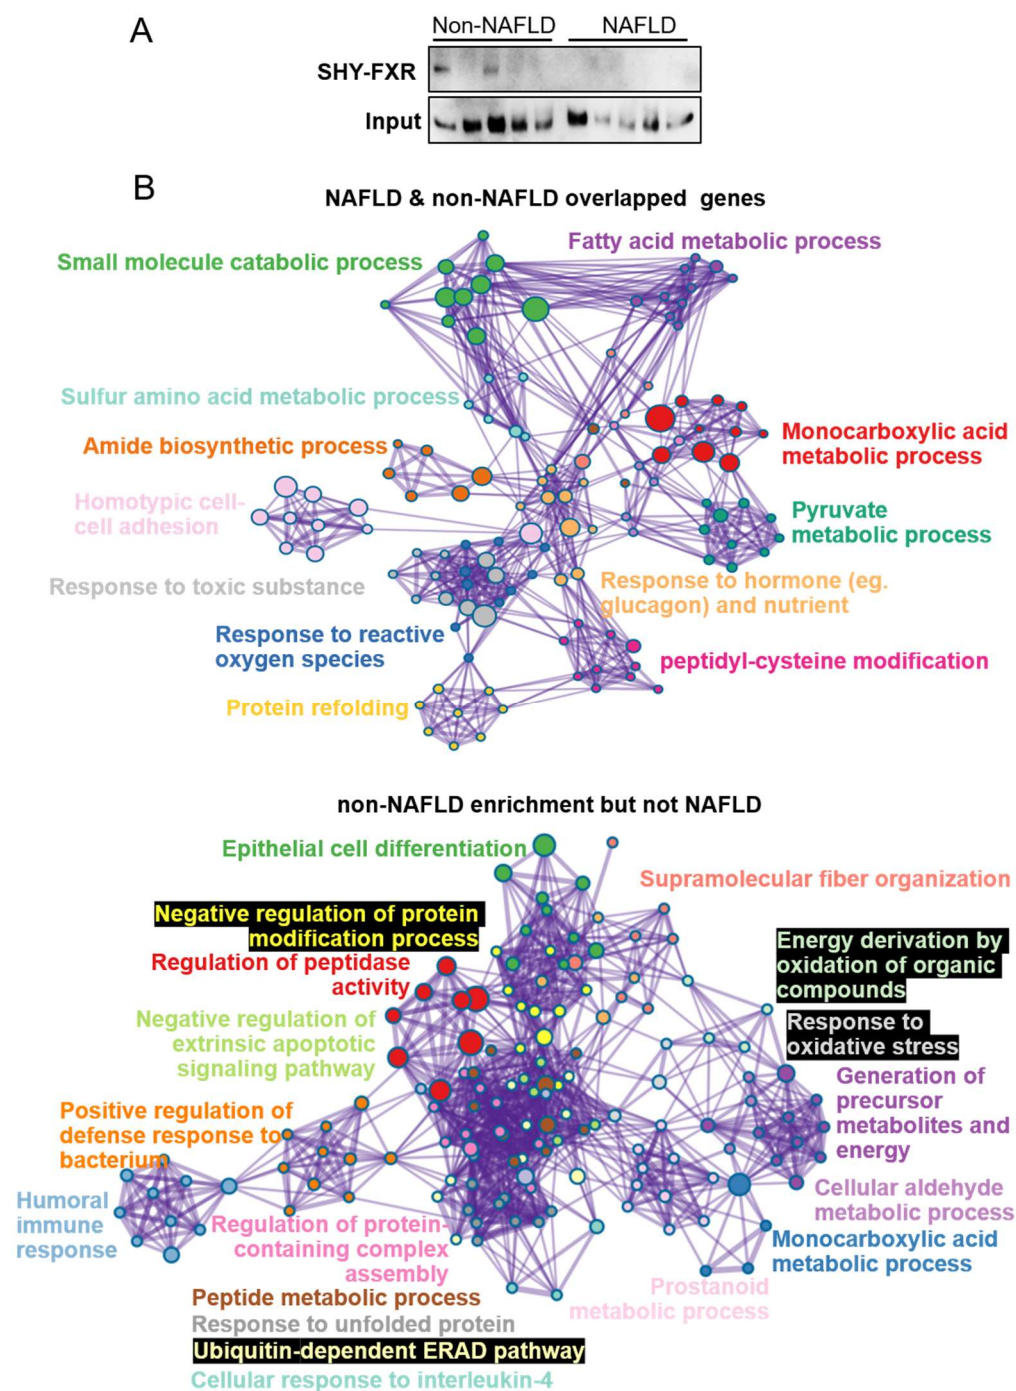 A
Non-NAFLD NAFLD
SHY-FXR
Input
B
NAFLD & non-NAFLD overlapped genes
Fatty acid metabolic process
Small molecule catabolic process
Sulfur amino acid metabolic process
Amide biosynthetic process
Monocarboxylic acid
metabolic process
Homotypic cell-
cell adhesion
Pyruvate
metabolic process
Response to toxic substance
Response to hormone (eg.
glucagon) and nutrient
Response to reactive
oxygen species
peptidyl-cysteine modification
Protein refolding
non-NAFLD enrichment but not NAFLD
Epithelial cell differentiation
Supramolecular fiber organization
Negative regulation of protein
modification process
Energy derivation by
oxidation of organic
compounds
Regulation of peptidase
activity
Negative regulation of
extrinsic apoptotic
signaling pathway
Response to
oxidative stress
Generation of
precursor
metabolites and
energy
Positive regulation of
defense response to
bacterium
Cellular aldehyde
metabolic process
Humoral
immune
response
Regulation of protein-
containing complex
assembly
Monocarboxylic acid
metabolic process
Prostanoid
metabolic process
Peptide metabolic process
Response to unfolded protein
Ubiquitin-dependent ERAD pathway
Cellular response to interleukin-4